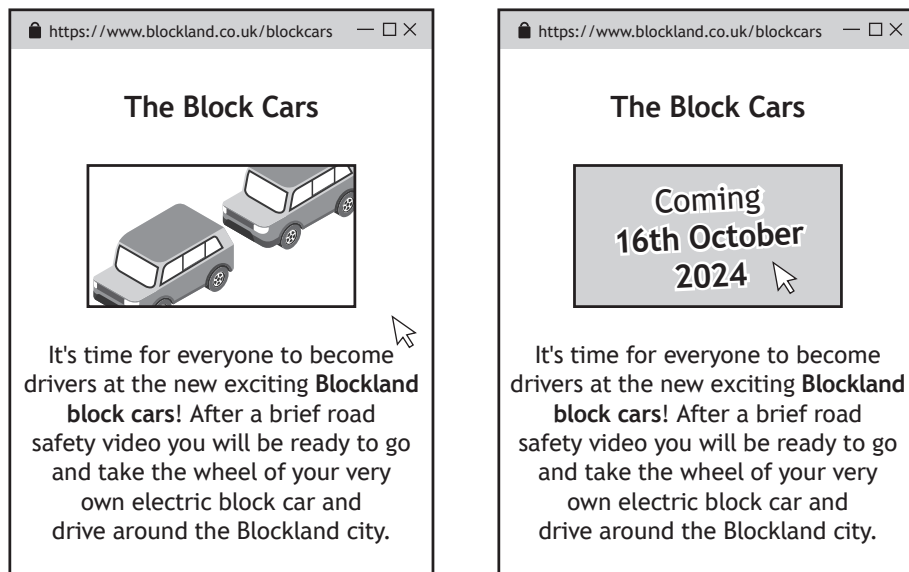 https://www.blockland.co.uk/blockcars
The Block Cars
It's time for everyone to become
drivers at the new exciting Blockland
block cars! After a brief road
safety video you will be ready to go
and take the wheel of your very
own electric block car and
drive around the Blockland city.
https://www.blockland.co.uk/blockcars
The Block Cars
Coming
16th October
2024
It's time for everyone to become
drivers at the new exciting Blockland
block cars! After a brief road
safety video you will be ready to go
and take the wheel of your very
own electric block car and
drive around the Blockland city.